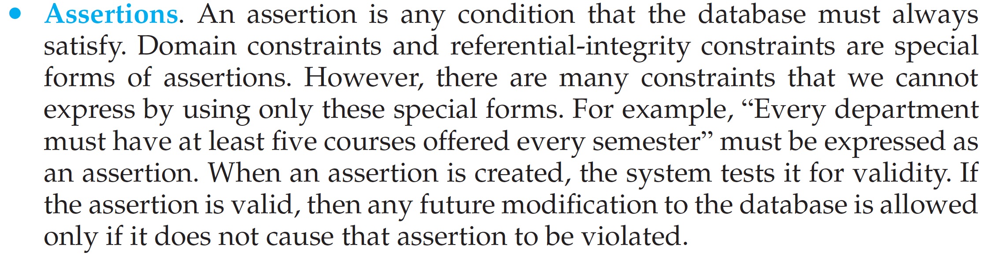 • Assertions. An assertion is any condition that the database must always
satisfy. Domain constraints and referential-integrity constraints are special
forms of assertions. However, there are many constraints that we cannot
express by using only these special forms. For example, “Every department
must have at least five courses offered every semester” must be expressed as
an assertion. When an assertion is created, the system tests it for validity. If
the assertion is valid, then any future modification to the database is allowed
only if it does not cause that assertion to be violated.